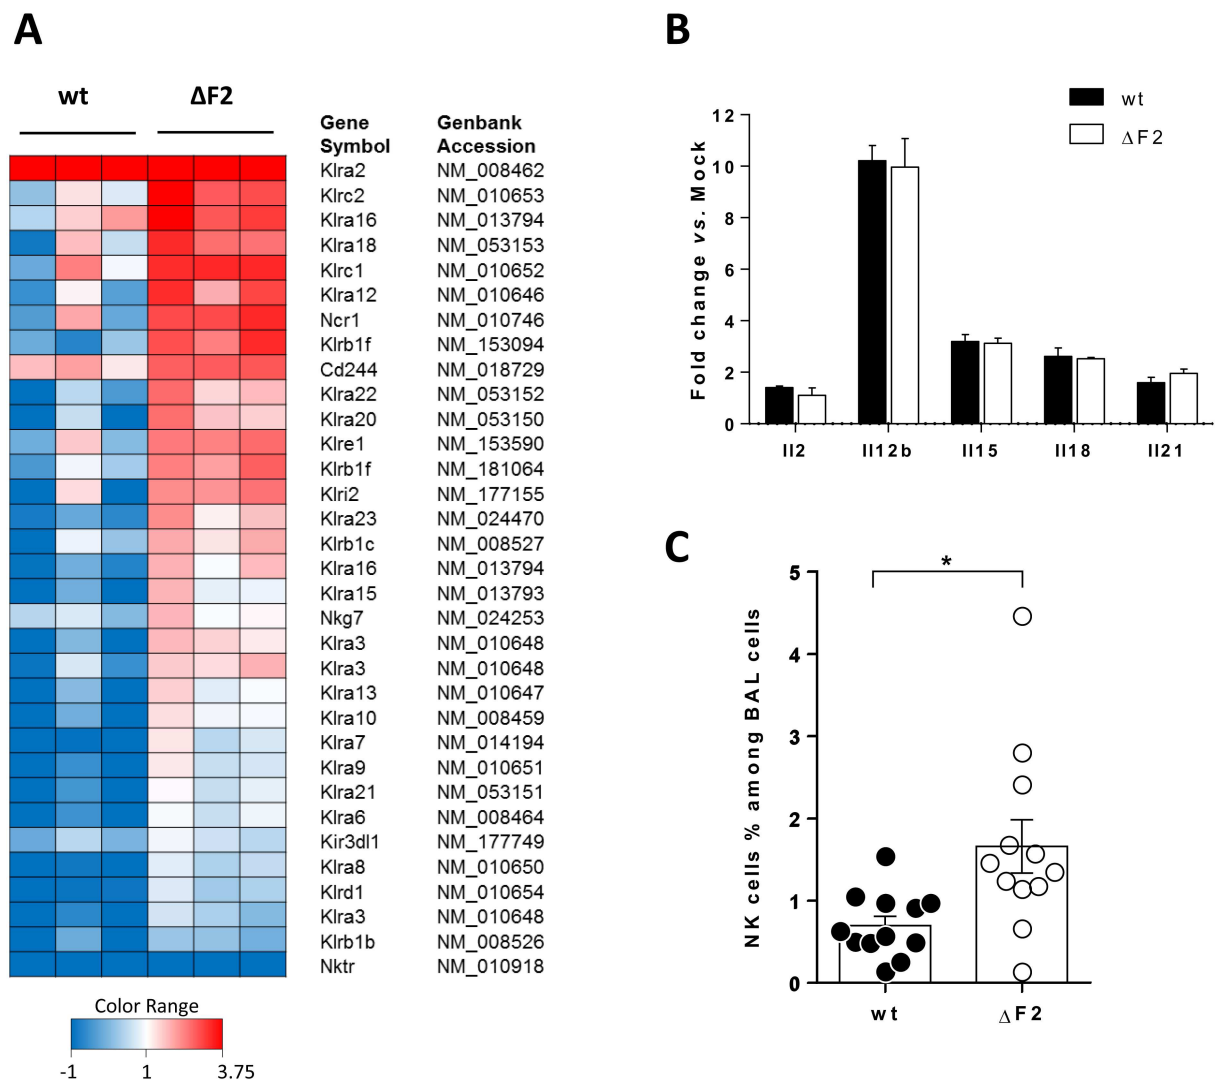 A
wt ΔF2
Gene Symbol Genbank Accession
Klra2 NM_008462
Klrc2 NM_010653
Klra16 NM_013794
Klra18 NM_053153
Klrc1 NM_010652
Klra12 NM_010646
Ncr1 NM_010746
Klrb1f NM_153094
Cd244 NM_018729
Klra22 NM_053152
Klra20 NM_053150
Klre1 NM_153590
Klrb1f NM_181064
Klri2 NM_177155
Klra23 NM_024470
Klrb1c NM_008527
Klra16 NM_013794
Klra15 NM_013793
Nkg7 NM_024253
Klra3 NM_010648
Klra3 NM_010648
Klra13 NM_010647
Klra10 NM_008459
Klra7 NM_014194
Klra9 NM_010651
Klra21 NM_053151
Klra6 NM_008464
Kir3dl1 NM_177749
Klra8 NM_010650
Klrd1 NM_010654
Klra3 NM_010648
Klrb1b NM_008526
Nktr NM_010918
Color Range
-1 1 3.75
B
wt
ΔF2
Fold change vs. Mock
12
10
8
6
4
2
0
Il2 Il12b Il15 Il18 Il21
C
*
NK cells % among BAL cells
5
4
3
2
1
0
wt ΔF2